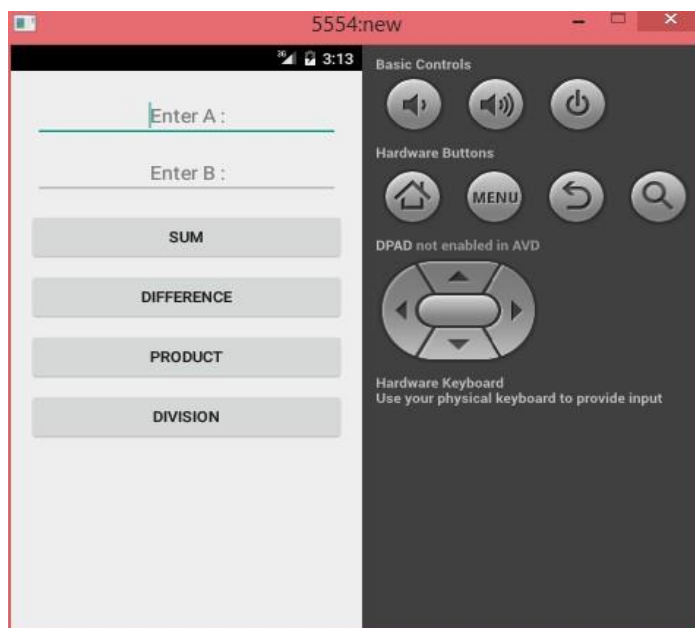 5554:new
3G 3:13
Enter A :
Enter B :
SUM
DIFFERENCE
PRODUCT
DIVISION
Basic Controls
Hardware Buttons
MENU
DPAD not enabled in AVD
Hardware Keyboard
Use your physical keyboard to provide input